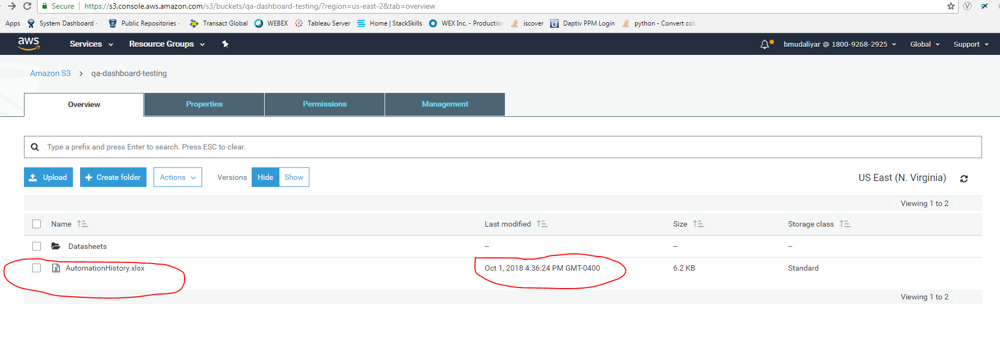 Secure https://s3.console.aws.amazon.com/s3/buckets/qa-dashboard-testing/?region=us-east-2&tab=overview
Apps System Dashboard - Public Repositories - Transact Global WEBEX Tableau Server Home | StackSkills WEX Inc. - Production iscover Daptiv PPM Login python - Convert col
aws Services Resource Groups bmudaliyar @ 1800-9268-2925 Global Support
Amazon S3 > qa-dashboard-testing
Overview Properties Permissions Management
Type a prefix and press Enter to search. Press ESC to clear.
Upload Create folder Actions Versions Hide Show US East (N. Virginia)
Viewing 1 to 2
Name Last modified Size Storage class
Datasheets -- -- --
AutomationHistory.xlsx Oct 1, 2018 4:36:24 PM GMT-0400 6.2 KB Standard
Viewing 1 to 2